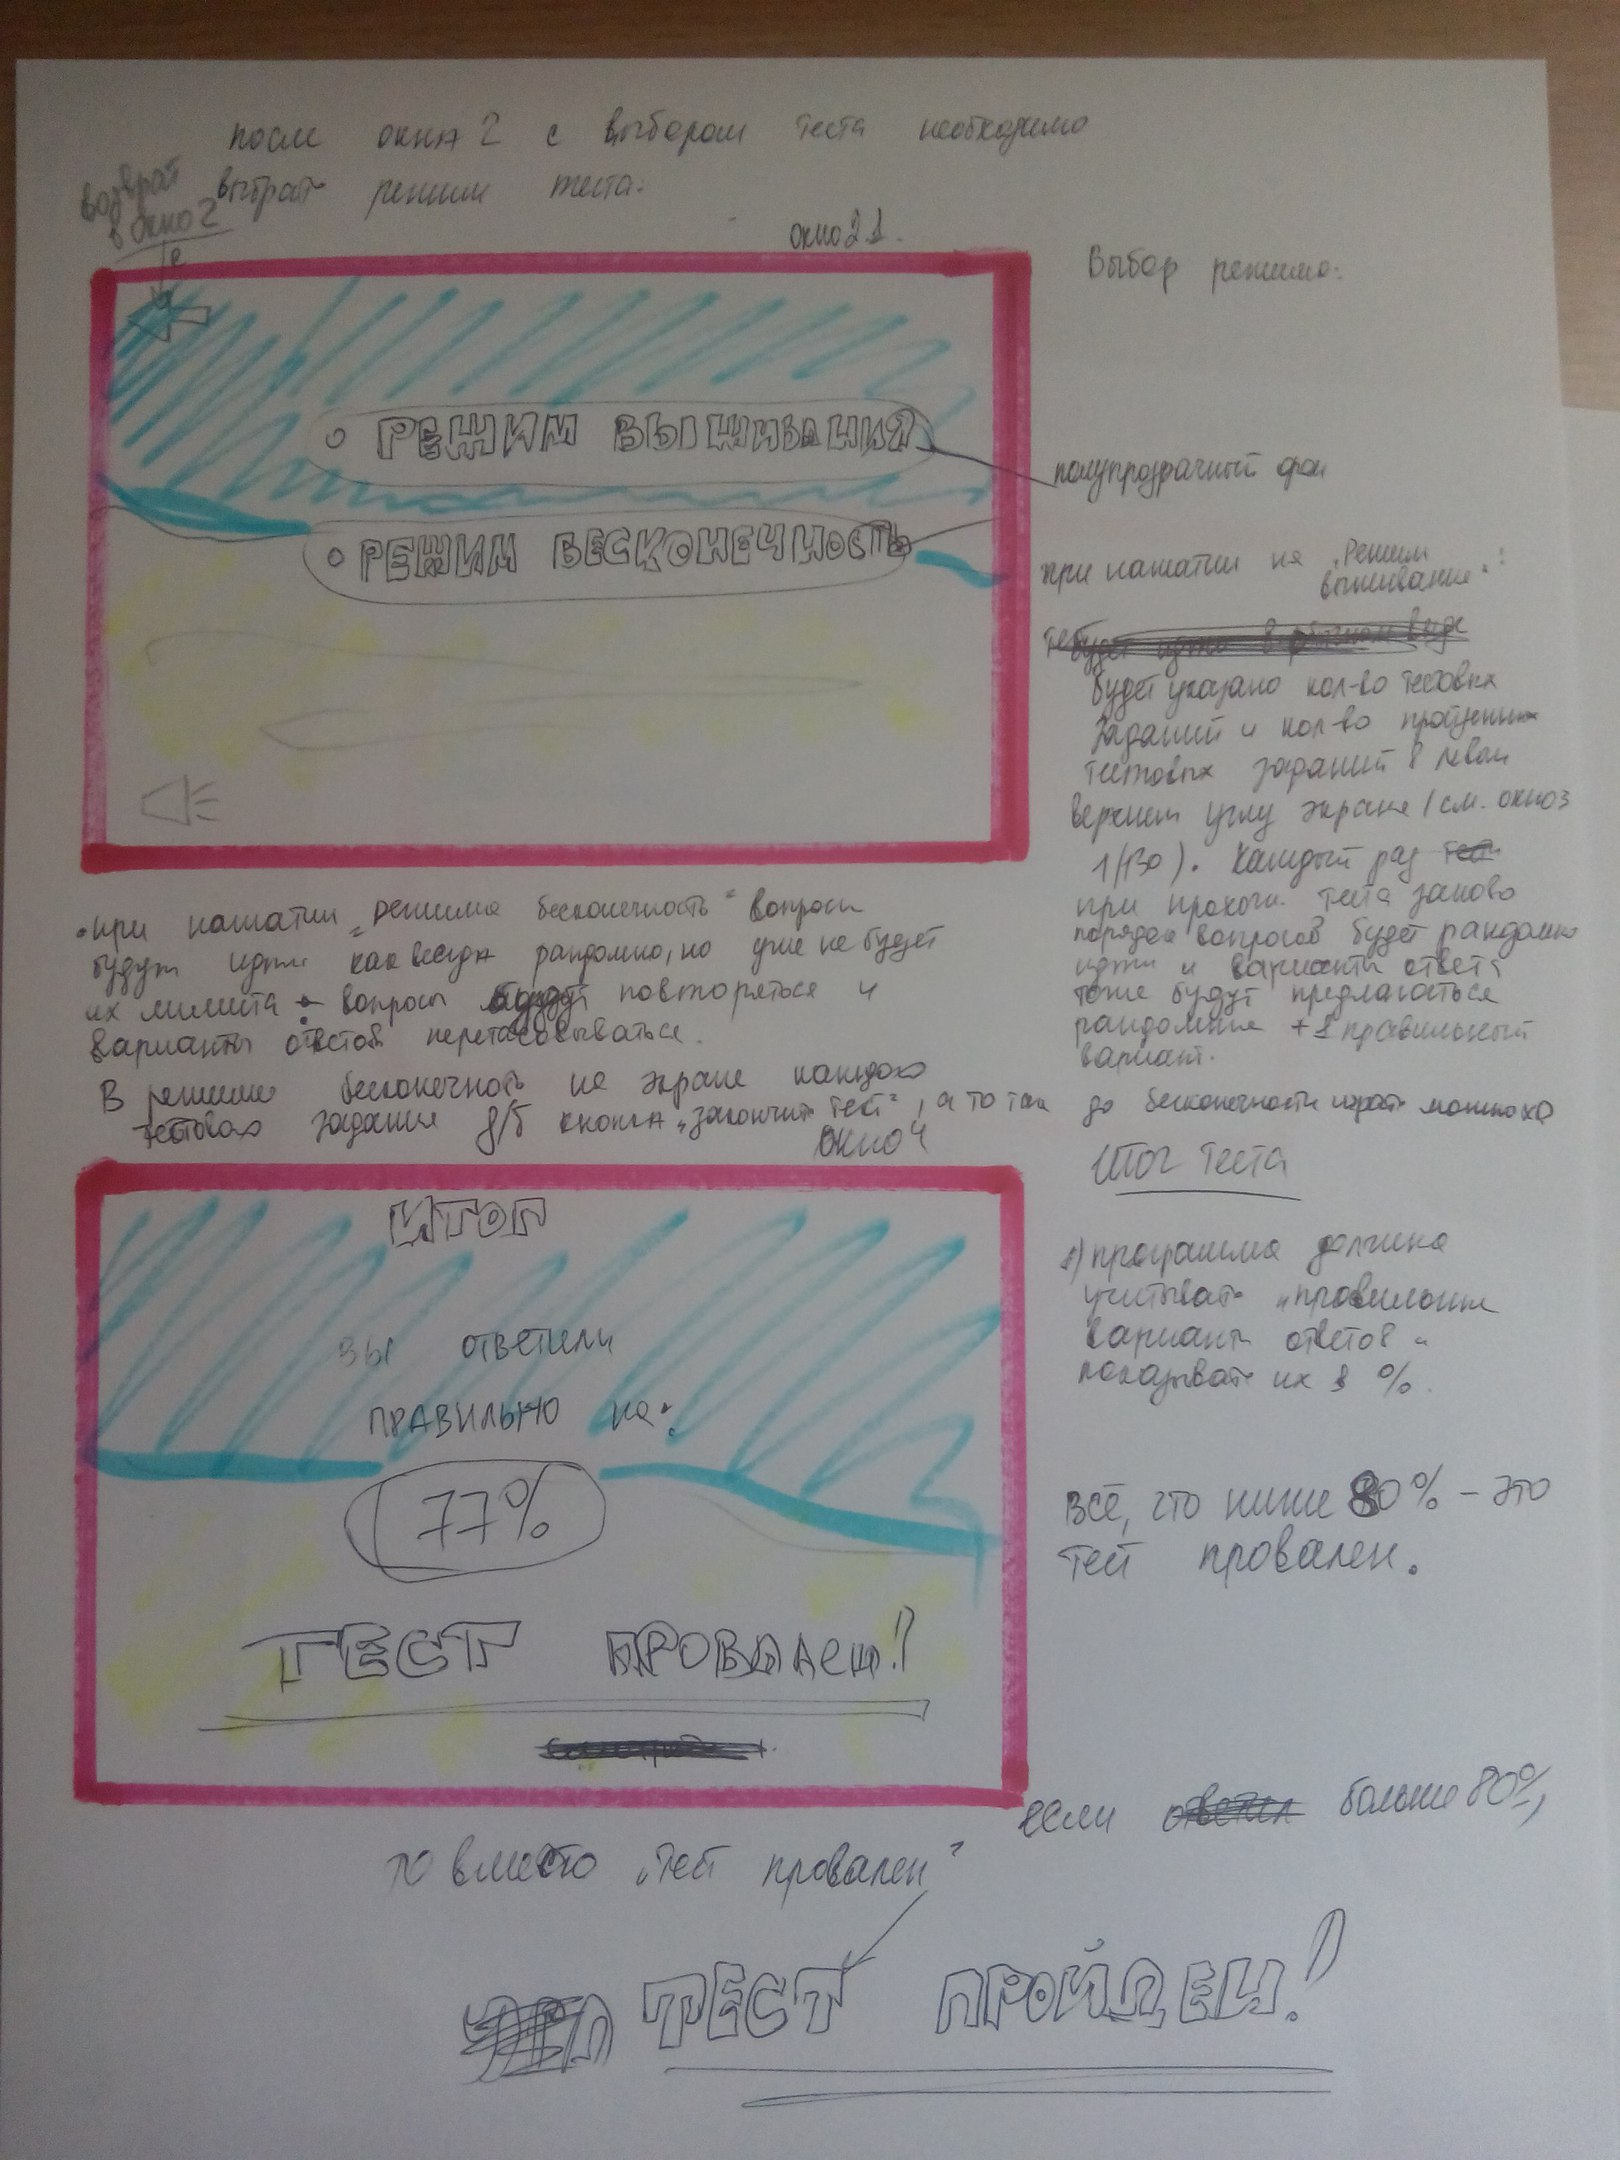 после окна 2 с выбором теста необходимо
выбрать режим теста:
возврат
в окно 2
окно 2.1.
Выбор режима:
• РЕЖИМ ВЫЖИВАНИЯ
полупрозрачный фон
• РЕЖИМ БЕСКОНЕЧНОСТЬ
при нажатии на „Режим
выживание“:
будет указано кол-во тестовых
заданий и кол-во пройденных
тестовых заданий в левом
верхнем углу экрана (см. окно 3
1/130). Каждый раз
при прохожд. теста заново
порядок вопросов будет рандомно
идти и варианты ответа
тоже будут предлагаться
рандомные + 1 правильный
вариант.
• при нажатии „режима бесконечность“ вопросы
будут идти как всегда рандомно, но уже не будет
их лимита - вопросы будут повторяться и
варианты ответов перетасовываться.
В режиме бесконечность на экране каждого
тестового задания д/б кнопка „закончить тест“, а то так до бесконечности играть можно хд
окно 4
Итог теста
ИТОГ
Вы ответили
ПРАВИЛЬНО на:
77%
ТЕСТ ПРОВАЛЕН!
1) программа должна
учитывать „правильные
варианты ответов и
показывать их в %.
Всё, что ниже 80% – это
тест провален.
если больше 80%,
то вместо „тест провален“
ТЕСТ ПРОЙДЕН!